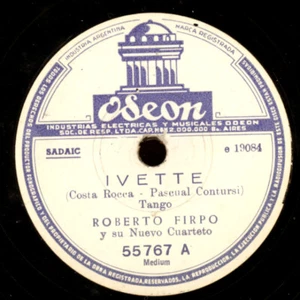 INDUSTRIA ARGENTINA
MARCA REGISTRADA
Odeon
INDUSTRIAS ELECTRICAS Y MUSICALES ODEON
SOC. DE RESP. LTDA. CAP. M$N 2.000.000 Bs. AIRES
SADAIC
e 19084
IVETTE
(Costa Rocca - Pascual Contursi)
Tango
ROBERTO FIRPO
y su Nuevo Cuarteto
55767 A
Medium